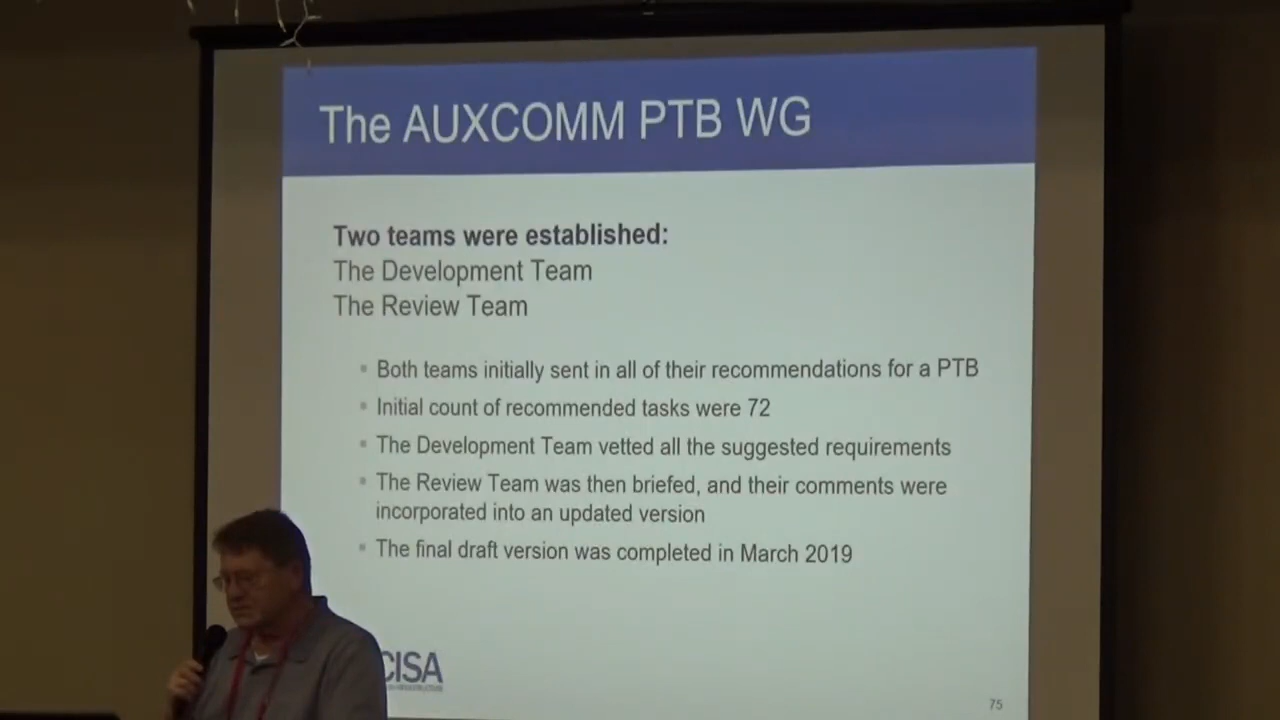 The AUXCOMM PTB WG
Two teams were established:
The Development Team
The Review Team
Both teams initially sent in all of their recommendations for a PTB
Initial count of recommended tasks were 72
The Development Team vetted all the suggested requirements
The Review Team was then briefed, and their comments were
incorporated into an updated version
The final draft version was completed in March 2019
CISA
75